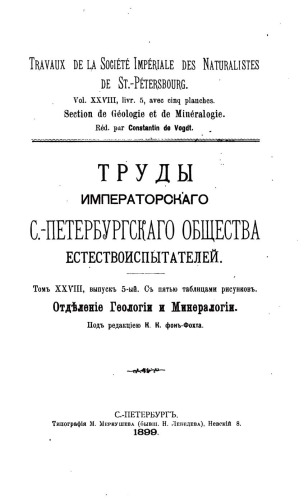 TRAVAUX DE LA SOCIÉTÉ IMPÉRIALE DES NATURALISTES
DE ST.-PÉTERSBOURG.
Vol. XXVIII, livr. 5, avec cinq planches.
Section de Géologie et de Minéralogie.
Réd. par Constantin de Vogdt.
ТРУДЫ
ИМПЕРАТОРСКАГО
С.-ПЕТЕРБУРГСКАГО ОБЩЕСТВА
ЕСТЕСТВОИСПЫТАТЕЛЕЙ.
Томъ XXVIII, выпускъ 5-ый. Съ пятью таблицами рисунковъ.
Отдѣленіе Геологіи и Минералогіи.
Подъ редакціею К. К. фонъ-Фохта.
С.-ПЕТЕРБУРГЪ.
Типографія М. Меркушева (бывш. Н. Лебедева), Невскій 8.
1899.